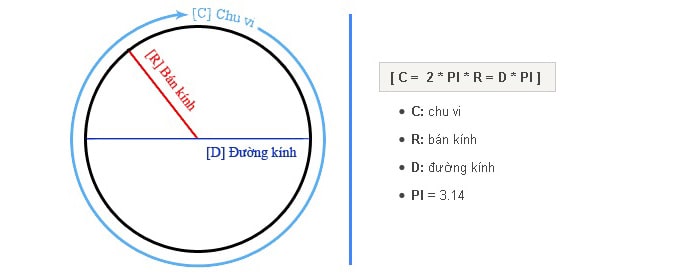 [C] Chu vi
[R] Bán kính
[D] Đường kính
[ C = 2 * PI * R = D * PI ]
• C: chu vi
• R: bán kính
• D: đường kính
• PI = 3.14